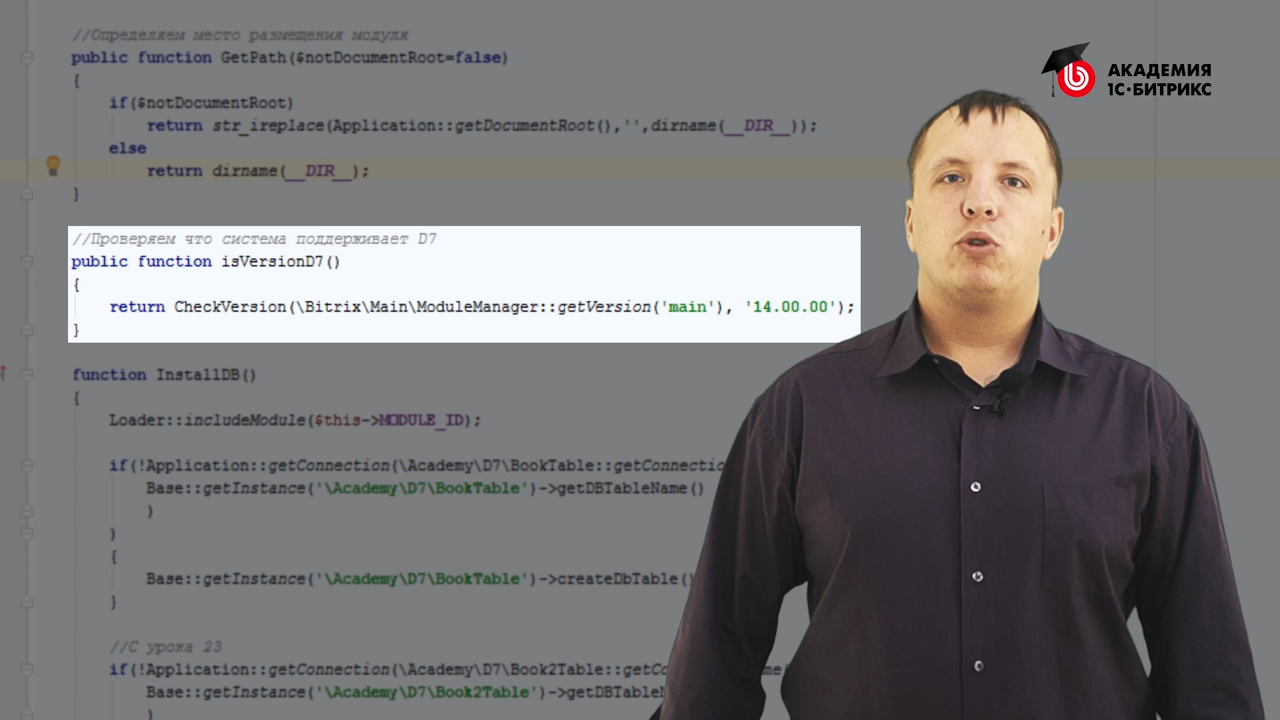 АКАДЕМИЯ
1С-БИТРИКС
//Определяем место размещения модуля
public function GetPath($notDocumentRoot=false)
{
if($notDocumentRoot)
return str_ireplace(Application::getDocumentRoot(),'',dirname(__DIR__));
else
return dirname(__DIR__);
}
//Проверяем что система поддерживает D7
public function isVersionD7()
{
return CheckVersion(\Bitrix\Main\ModuleManager::getVersion('main'), '14.00.00');
}
function InstallDB()
{
Loader::includeModule($this->MODULE_ID);
if(!Application::getConnection(\Academy\D7\BookTable::getConnectio
Base::getInstance('\Academy\D7\BookTable')->getDBTableName()
)
)
{
Base::getInstance('\Academy\D7\BookTable')->createDbTable()
}
//С урока 23
if(!Application::getConnection(\Academy\D7\Book2Table::getCo
Base::getInstance('\Academy\D7\Book2Table')->getDBTableN
)